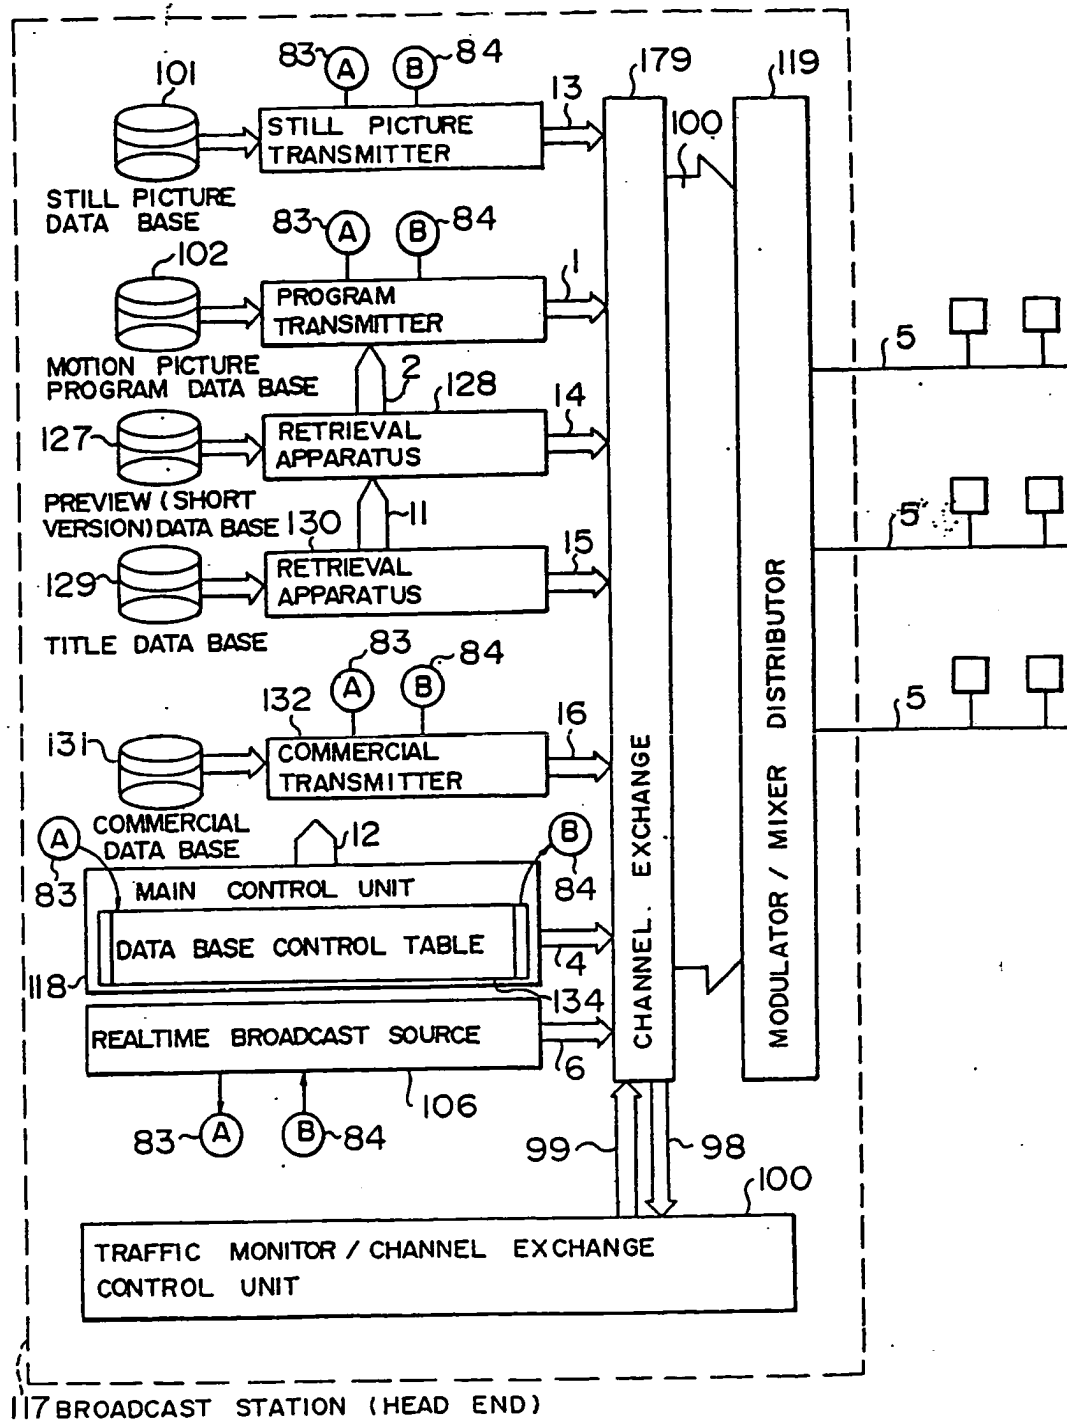 83 A B 84
101
179
119
13
100
STILL PICTURE
TRANSMITTER
STILL PICTURE
DATA BASE
83 A B 84
102
1
PROGRAM
TRANSMITTER
MOTION PICTURE
PROGRAM DATA BASE
2
128
14
5
127
RETRIEVAL
APPARATUS
PREVIEW (SHORT
VERSION) DATA BASE
11
130
15
5
129
RETRIEVAL
APPARATUS
TITLE DATA BASE
83
A B 84
132
16
5
131
COMMERCIAL
TRANSMITTER
COMMERCIAL
DATA BASE
A
83
12
B
84
MAIN CONTROL UNIT
DATA BASE CONTROL TABLE
118
4
134
REALTIME BROADCAST SOURCE
6
106
83 A B 84
CHANNEL. EXCHANGE
MODULATOR / MIXER DISTRIBUTOR
99
98
100
TRAFFIC MONITOR / CHANNEL EXCHANGE
CONTROL UNIT
117 BROADCAST STATION (HEAD END)